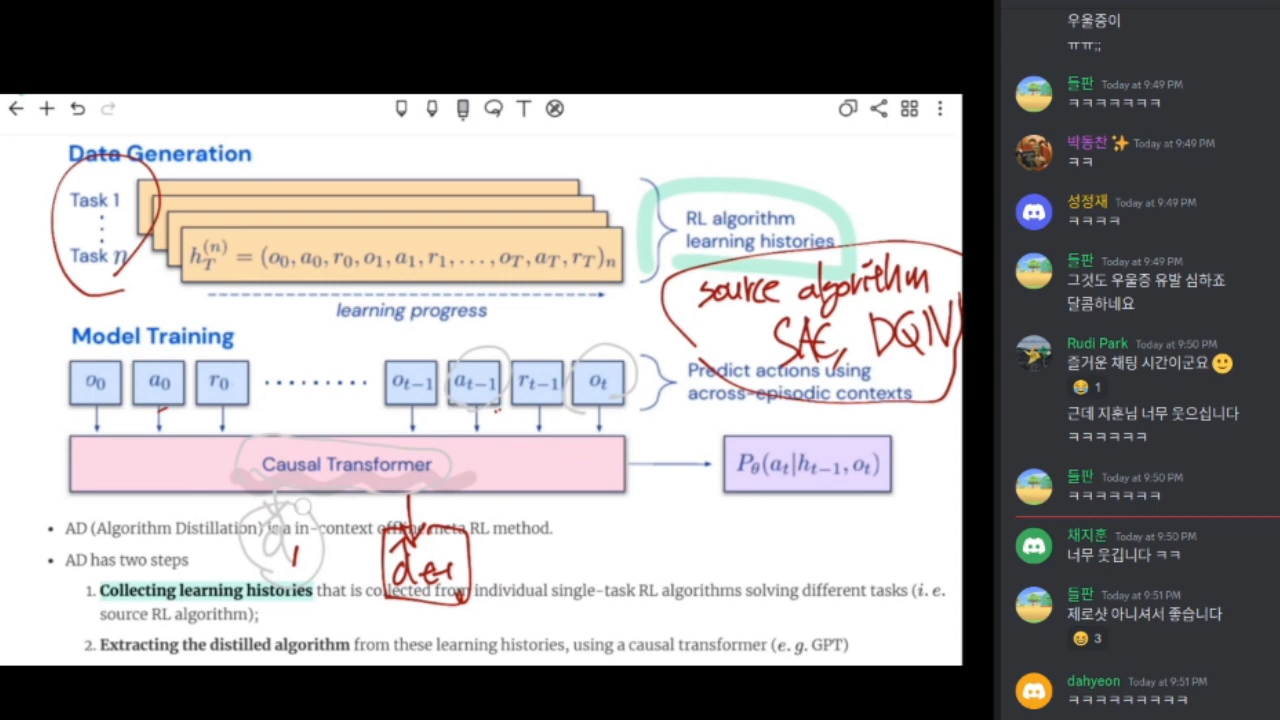 Data Generation
Task 1
Task n
h_T^{(n)} = (o_0, a_0, r_0, o_1, a_1, r_1, . . . , o_T, a_T, r_T)_n
learning progress
RL algorithm
learning histories
source algorithm
DQN
Model Training
o_0 a_0 r_0 o_{t-1} a_{t-1} r_{t-1} o_t
Predict actions using
across-episodic contexts
Causal Transformer
P_θ(a_t|h_{t-1}, o_t)
• AD (Algorithm Distillation) is a in-context offline meta RL method.
• AD has two steps
1. Collecting learning histories that is collected from individual single-task RL algorithms solving different tasks (i. e.
source RL algorithm);
2. Extracting the distilled algorithm from these learning histories, using a causal transformer (e. g. GPT)
우울증이
ㅠㅠ;;
들판 Today at 9:49 PM
ㅋㅋㅋㅋㅋㅋㅋ
박동찬✨ Today at 9:49 PM
ㅋㅋ
성정재 Today at 9:49 PM
ㅋㅋㅋㅋ
들판 Today at 9:49 PM
그것도 우울증 유발 심하죠
달콤하네요
Rudi Park Today at 9:50 PM
즐거운 채팅 시간이군요 🙂
😂 1
근데 지훈님 너무 웃으십니다
ㅋㅋㅋㅋㅋㅋ
들판 Today at 9:50 PM
ㅋㅋㅋㅋㅋㅋㅋ
채지훈 Today at 9:50 PM
너무 웃깁니다 ㅋㅋ
들판 Today at 9:51 PM
제로샷 아니셔서 좋습니다
😄 3
dahyeon Today at 9:51 PM
ㅋㅋㅋㅋㅋㅋㅋㅋㅋ